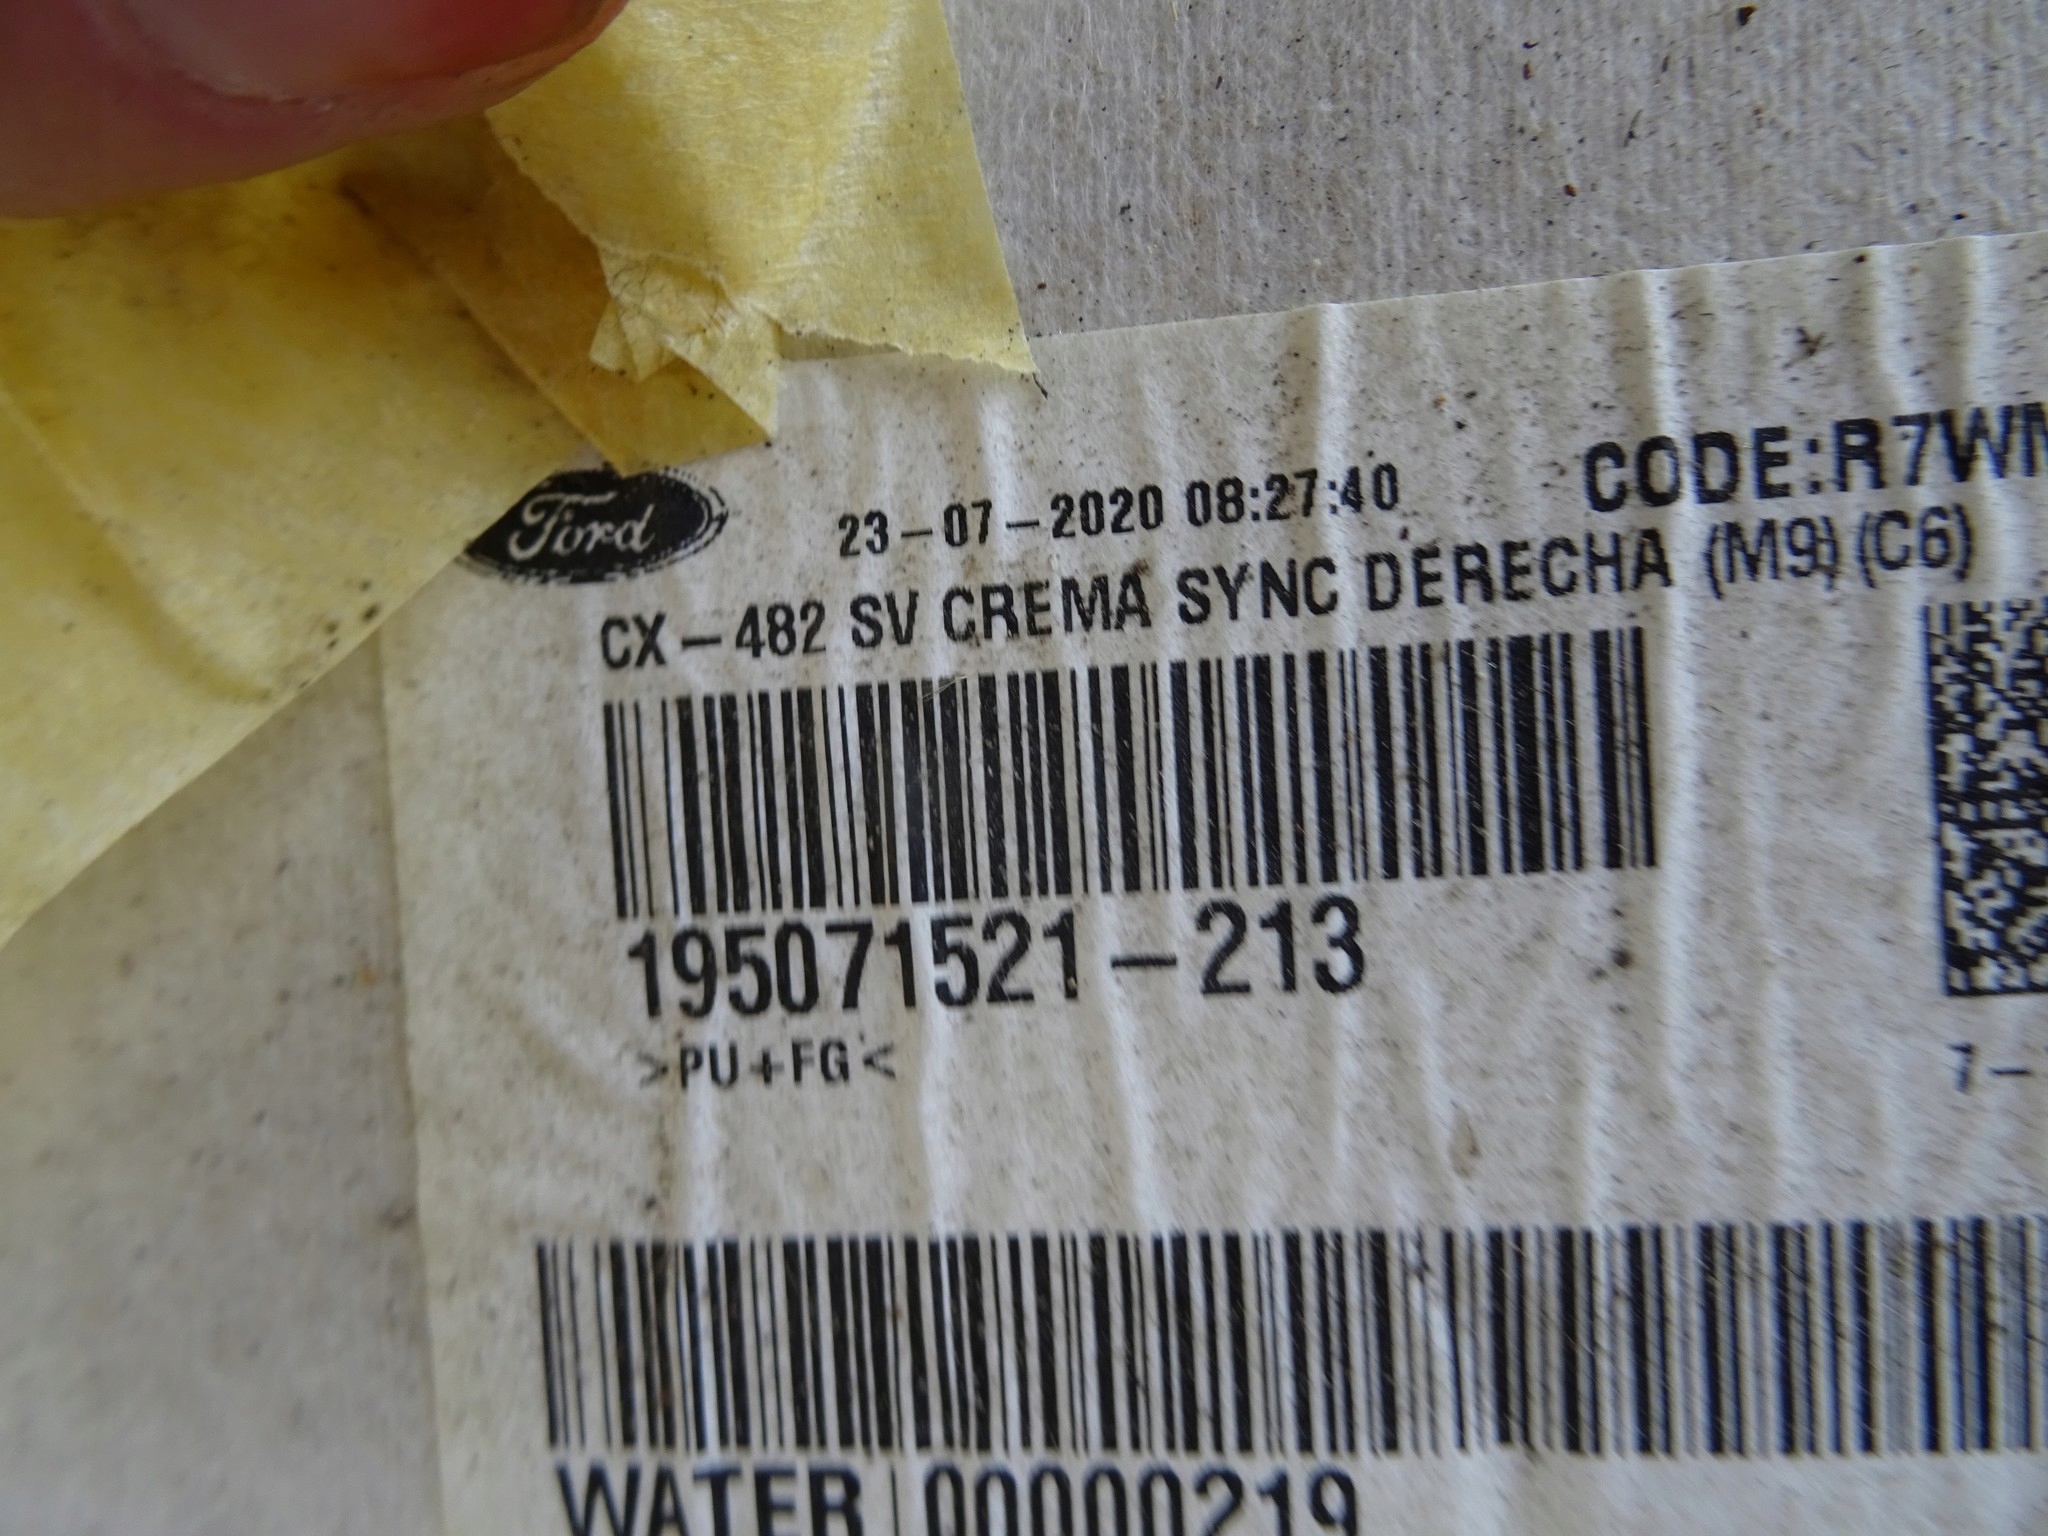 Ford
23-07-2020 08:27:40
CODE:R7WM
CX-482 SV CREMA SYNC DERECHA (M9) (C6)
195071521-213
>PU+FG<
7-
WATER 00000219